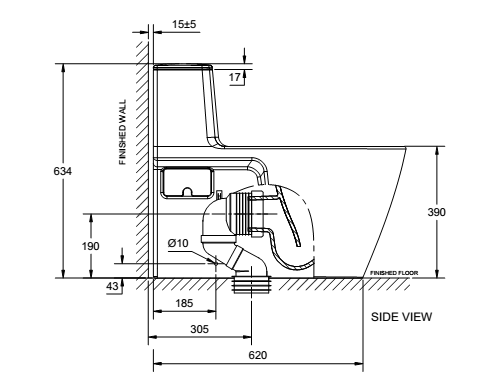 15±5
17
FINISHED WALL
634
390
190
Ø10
43
FINISHED FLOOR
185
305
SIDE VIEW
620